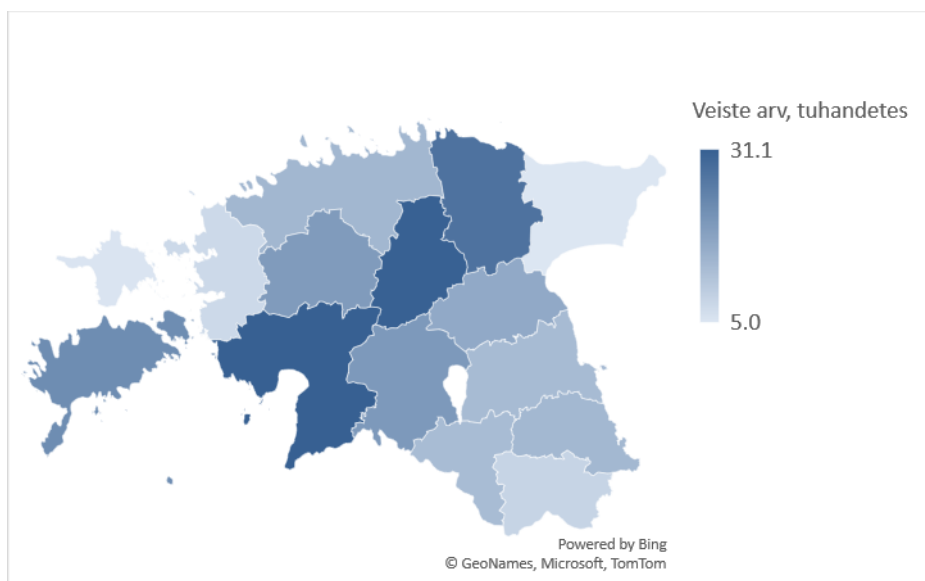 Veiste arv, tuhandetes
31.1
5.0
Powered by Bing
© GeoNames, Microsoft, TomTom